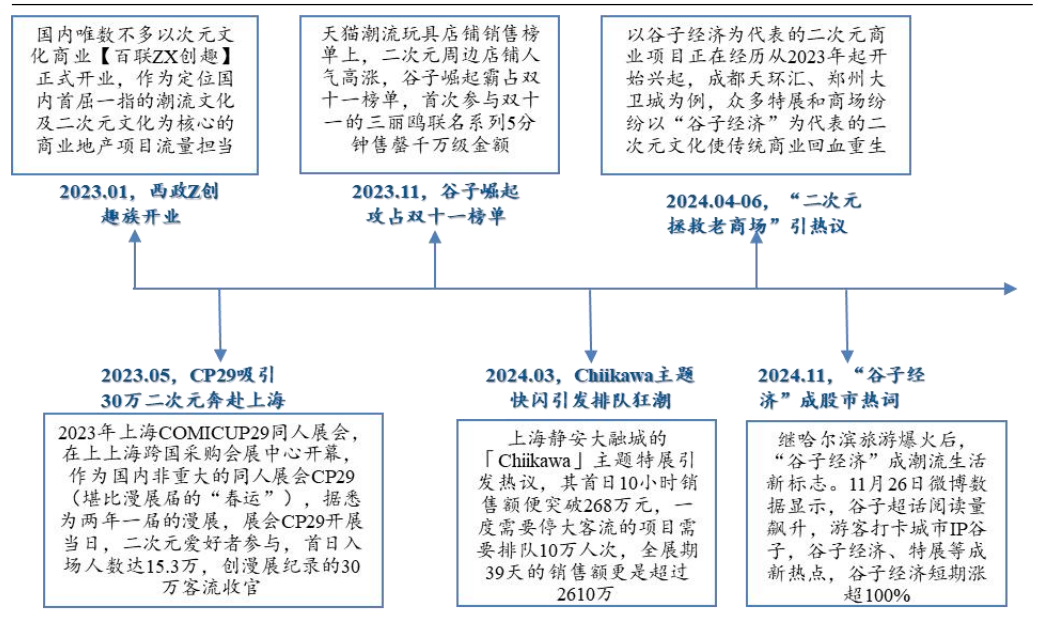 国内唯数不多以次元文
化商业【百联ZX创趣】
正式开业，作为定位国
内首屈一指的潮流文化
及二次元文化为核心的
商业地产项目流量担当
2023.01，西政Z创
趣族开业
天猫潮流玩具店铺销售榜
单上，二次元周边店铺人
气高涨，谷子崛起霸占双
十一榜单，首次参与双十
一的三丽鸥联名系列5分
钟售罄千万级金额
2023.11，谷子崛起
攻占双十一榜单
以谷子经济为代表的二次元商
业项目正在经历从2023年起开
始兴起，成都天环汇、郑州大
卫城为例，众多特展和商场纷
纷以“谷子经济”为代表的二
次元文化使传统商业回血重生
2024.04-06，“二次元
拯救老商场”引热议
2023.05，CP29吸引
30万二次元奔赴上海
2023年上海COMICUP29同人展会，
在上上海跨国采购会展中心开幕，
作为国内非重大的同人展会CP29
（堪比漫展届的“春运”），据悉
为两年一届的漫展，展会CP29开展
当日，二次元爱好者参与，首日入
场人数达15.3万，创漫展纪录的30
万客流收官
2024.03，Chiikawa主题
快闪引发排队狂潮
上海静安大融城的
「Chiikawa」主题特展引
发热议，其首日10小时销
售额便突破268万元，一
度需要停大客流的项目需
要排队10万人次，全展期
39天的销售额更是超过
2610万
2024.11，“谷子经
济”成股市热词
继哈尔滨旅游爆火后，
“谷子经济”成潮流生活
新标志。11月26日微博数
据显示，谷子超话阅读量
飙升，游客打卡城市IP谷
子，谷子经济、特展等成
新热点，谷子经济短期涨
超100%